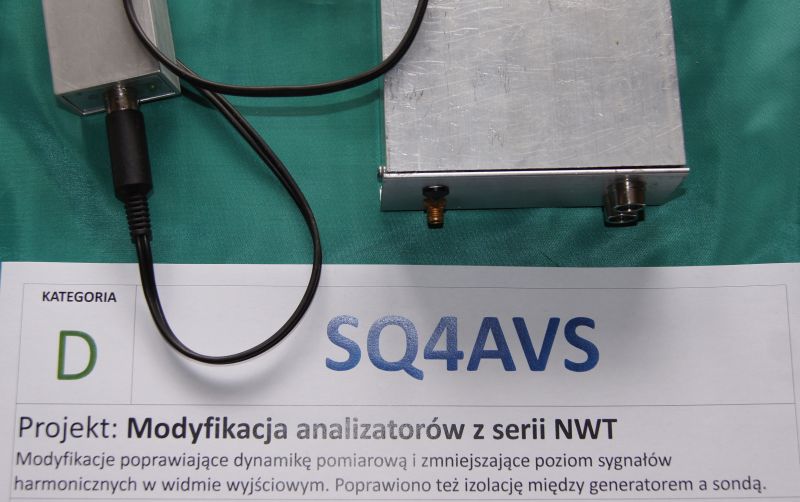 KATEGORIA
D
SQ4AVS
Projekt: Modyfikacja analizatorów z serii NWT
Modyfikacje poprawiające dynamikę pomiarową i zmniejszające poziom sygnałów
harmonicznych w widmie wyjściowym. Poprawiono też izolację między generatorem a sondą.